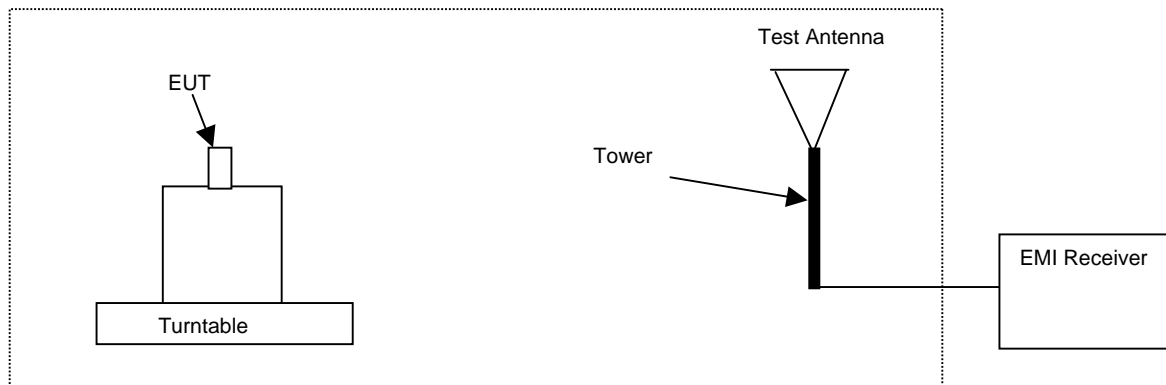 Test Antenna
EUT
Tower
EMI Receiver
Turntable